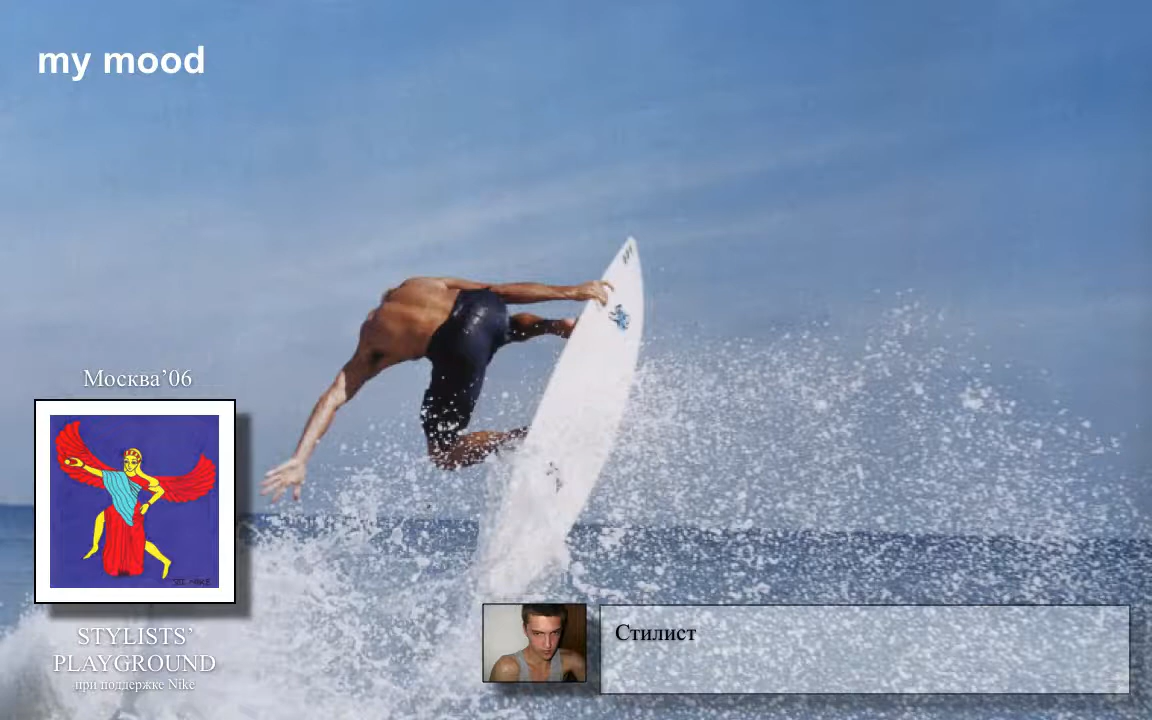 my mood
Москва’06
STYLISTS’
PLAYGROUND
при поддержке Nike
Стилист